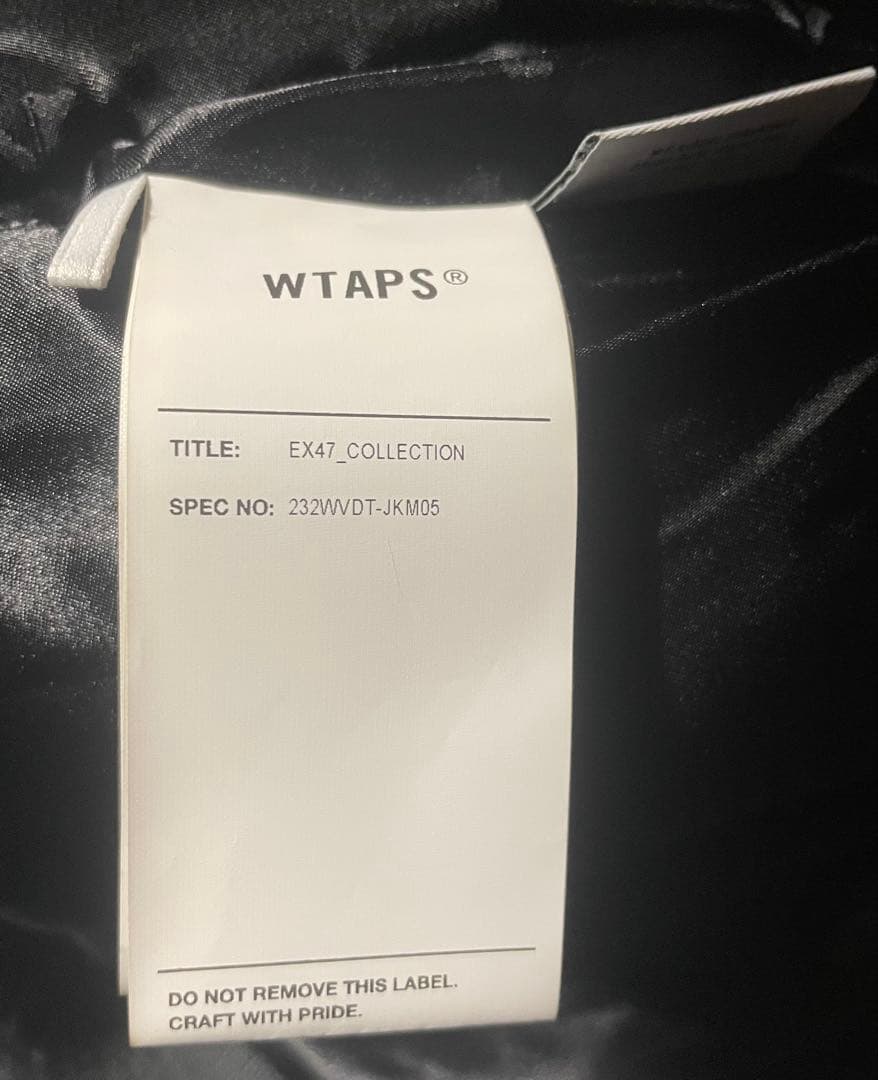 WTAPS®
TITLE: EX47_COLLECTION
SPEC NO: 232WVDT-JKM05
DO NOT REMOVE THIS LABEL.
CRAFT WITH PRIDE.